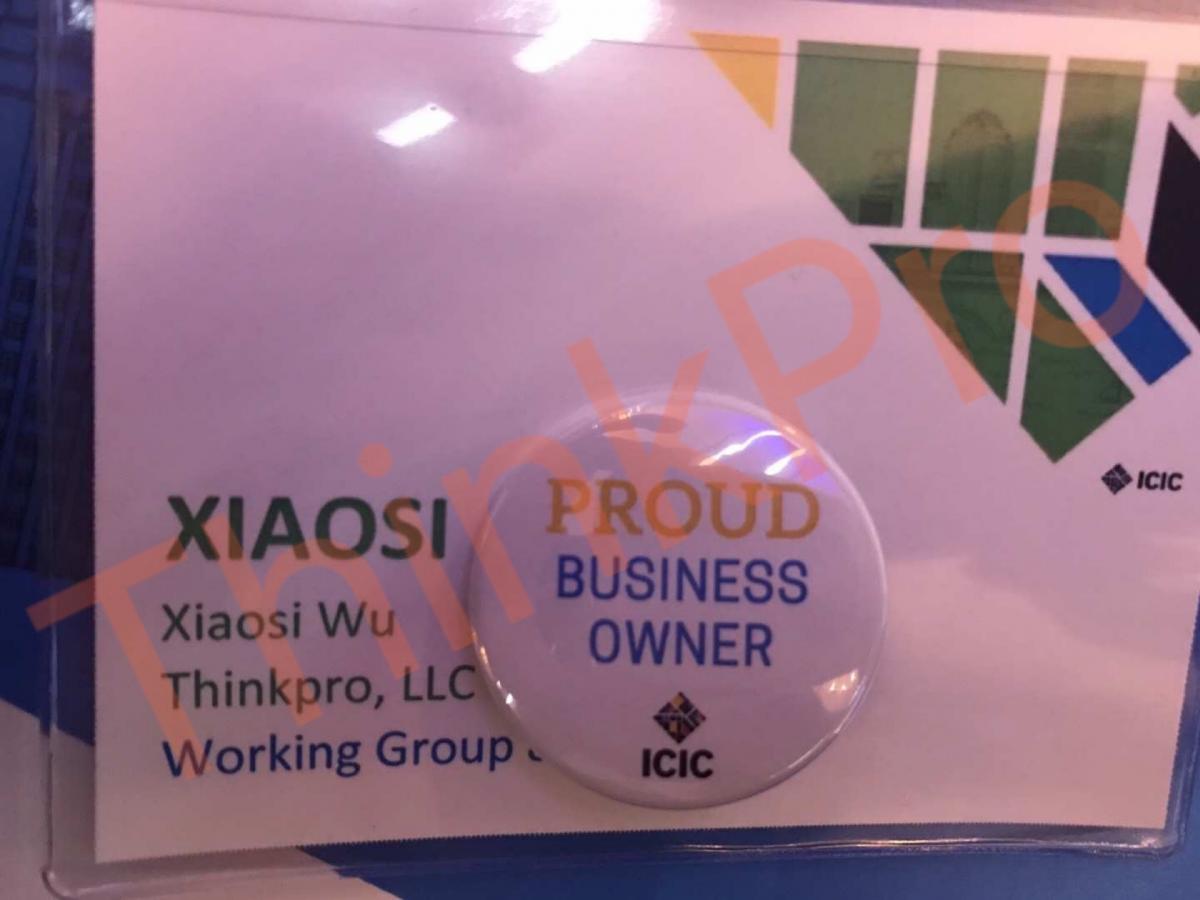 ICIC
XIAOSI
Xiaosi Wu
Thinkpro, LLC
Working Group
PROUD
BUSINESS
OWNER
ICIC
ThinkPro